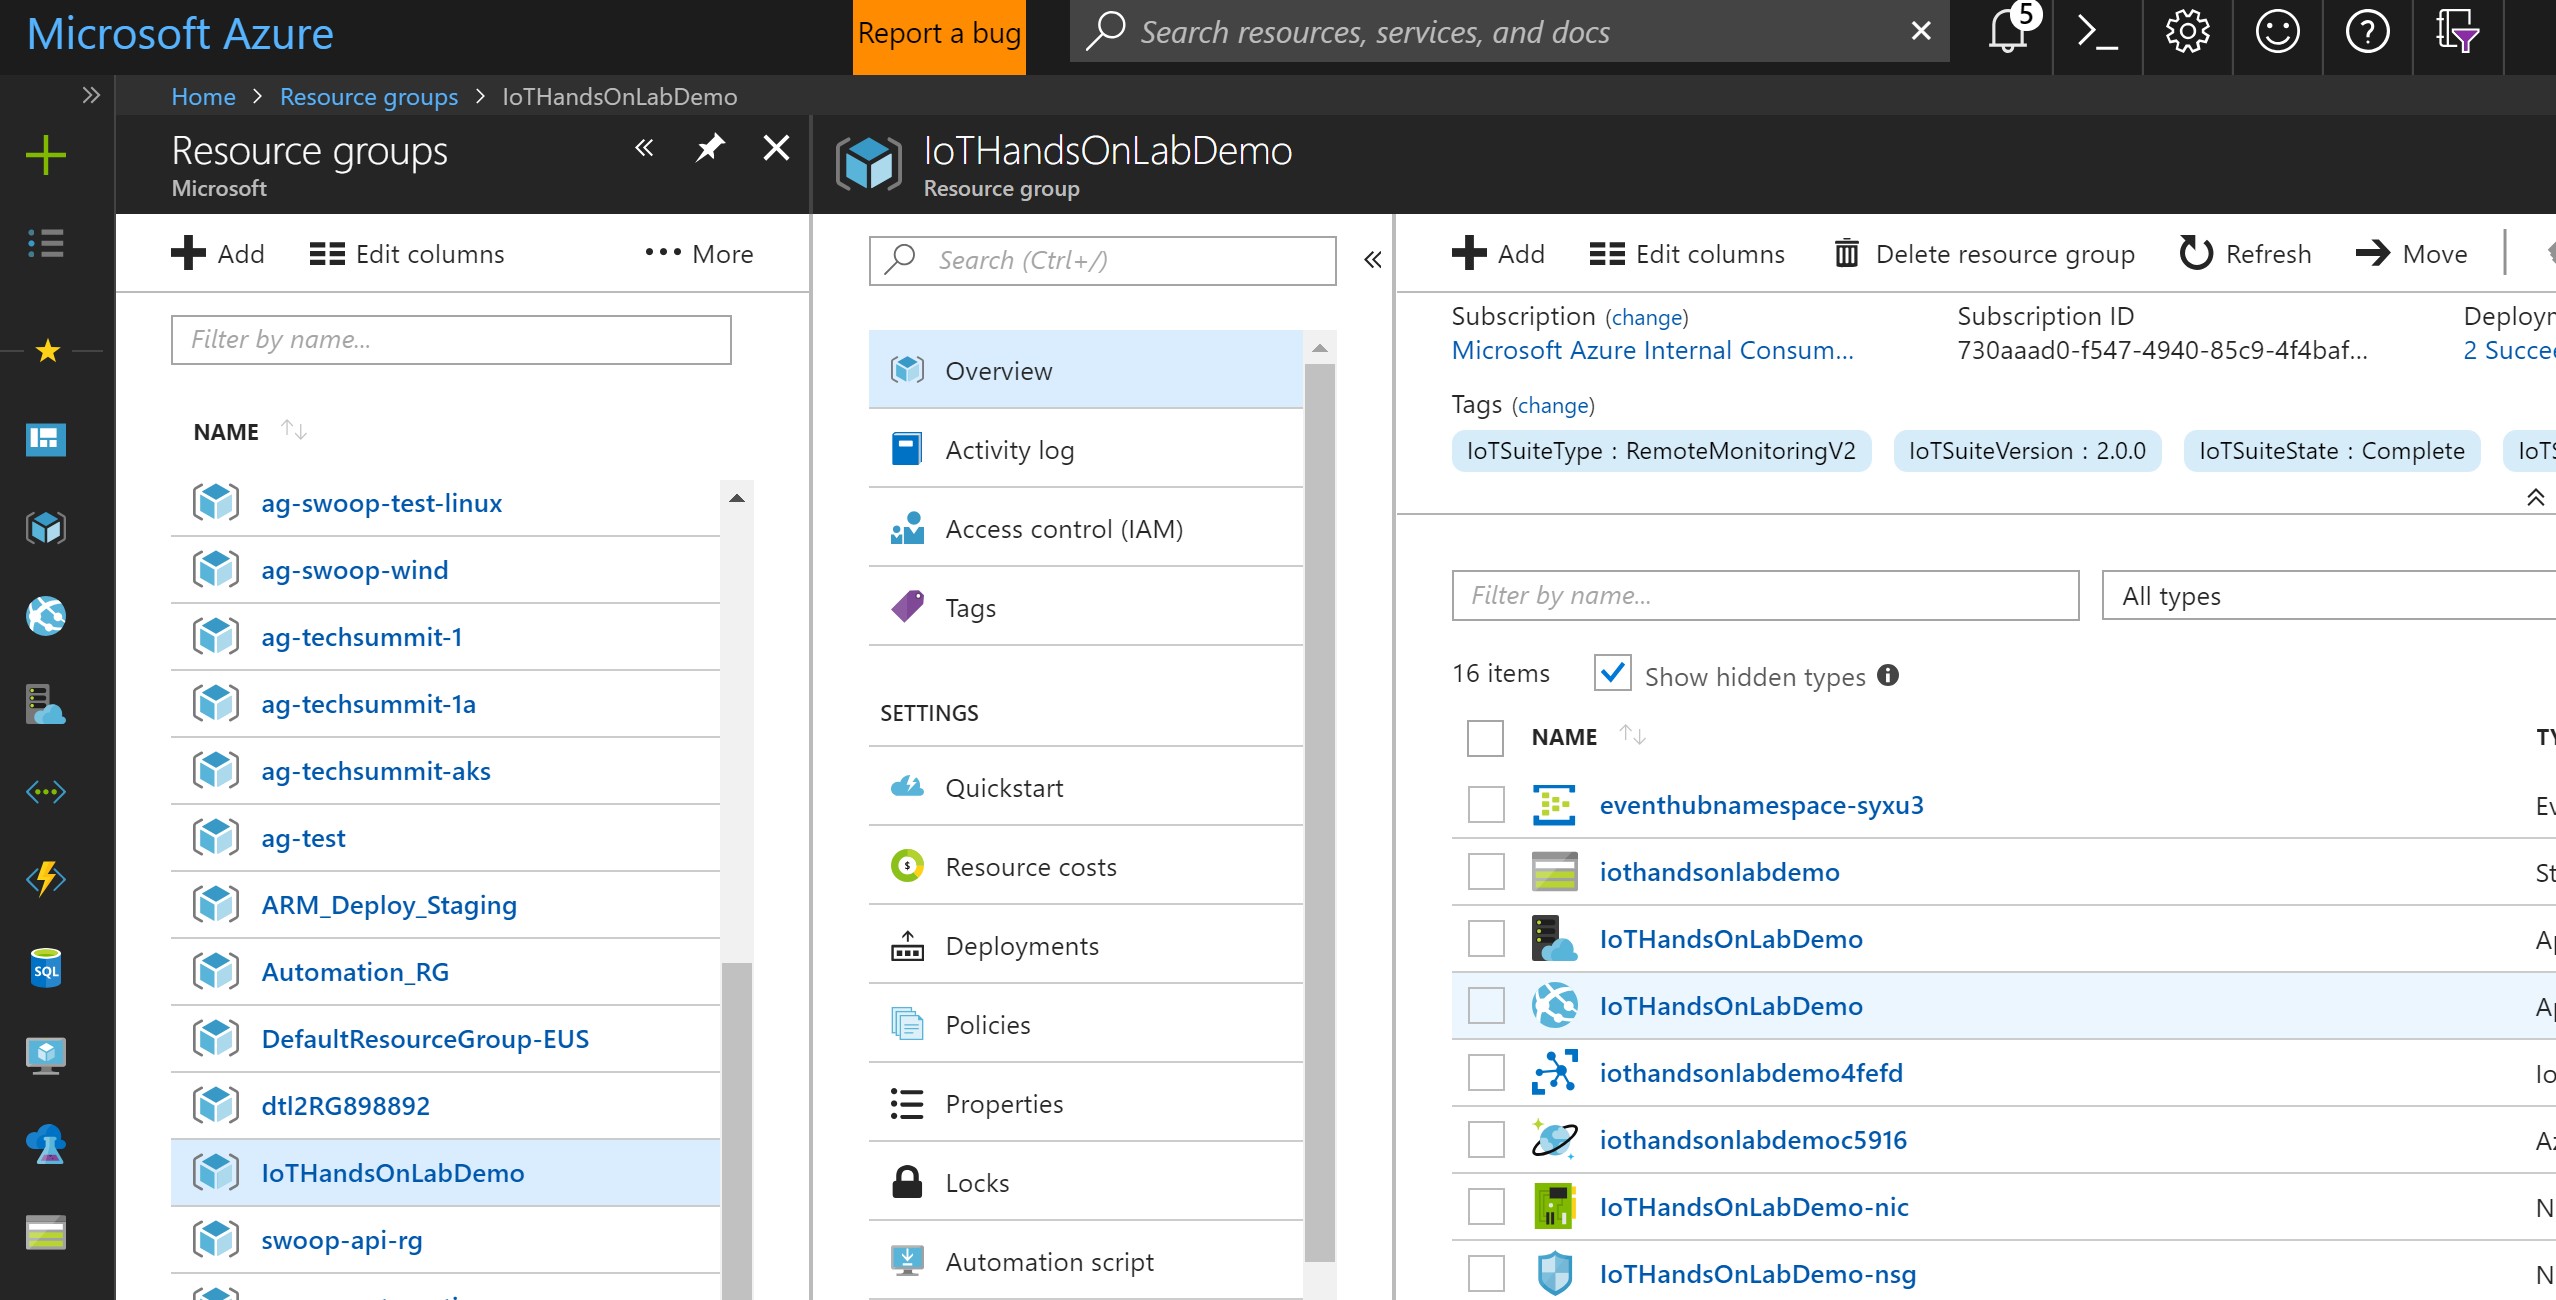 Microsoft Azure
Report a bug
Search resources, services, and docs
5
Home > Resource groups > IoTHandsOnLabDemo
Resource groups
Microsoft
Add
Edit columns
More
Filter by name...
NAME
ag-swoop-test-linux
ag-swoop-wind
ag-techsummit-1
ag-techsummit-1a
ag-techsummit-aks
ag-test
ARM_Deploy_Staging
Automation_RG
DefaultResourceGroup-EUS
dtl2RG898892
IoTHandsOnLabDemo
swoop-api-rg
IoTHandsOnLabDemo
Resource group
Search (Ctrl+/)
Overview
Activity log
Access control (IAM)
Tags
SETTINGS
Quickstart
Resource costs
Deployments
Policies
Properties
Locks
Automation script
Add
Edit columns
Delete resource group
Refresh
Move
Subscription (change)
Microsoft Azure Internal Consum...
Subscription ID
730aaad0-f547-4940-85c9-4f4baf...
Deploym
2 Succee
Tags (change)
IoTSuiteType : RemoteMonitoringV2
IoTSuiteVersion : 2.0.0
IoTSuiteState : Complete
IoTS
Filter by name...
All types
16 items
Show hidden types
NAME
TY
eventhubnamespace-syxu3
Ev
iothandsonlabdemo
St
IoTHandsOnLabDemo
Ap
IoTHandsOnLabDemo
Ap
iothandsonlabdemo4fefd
Io
iothandsonlabdemoc5916
Az
IoTHandsOnLabDemo-nic
N
IoTHandsOnLabDemo-nsg
N
SQL